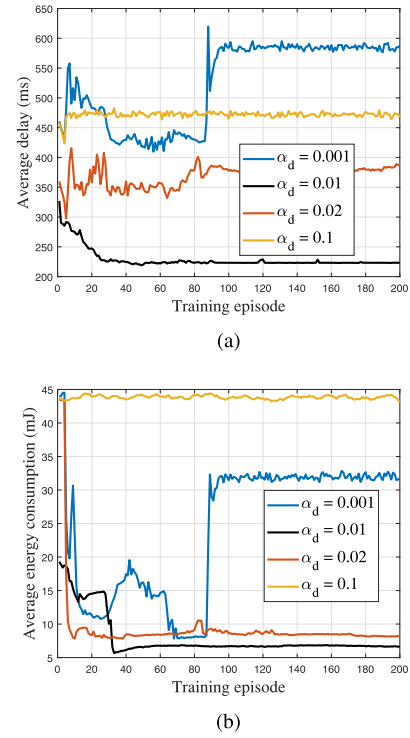 650
600
550
500
450
400
350
300
250
200
Average delay (ms)
α_d = 0.001
α_d = 0.01
α_d = 0.02
α_d = 0.1
0 20 40 60 80 100 120 140 160 180 200
Training episode
(a)
45
40
35
30
25
20
15
10
5
Average energy consumption (mJ)
α_d = 0.001
α_d = 0.01
α_d = 0.02
α_d = 0.1
0 20 40 60 80 100 120 140 160 180 200
Training episode
(b)